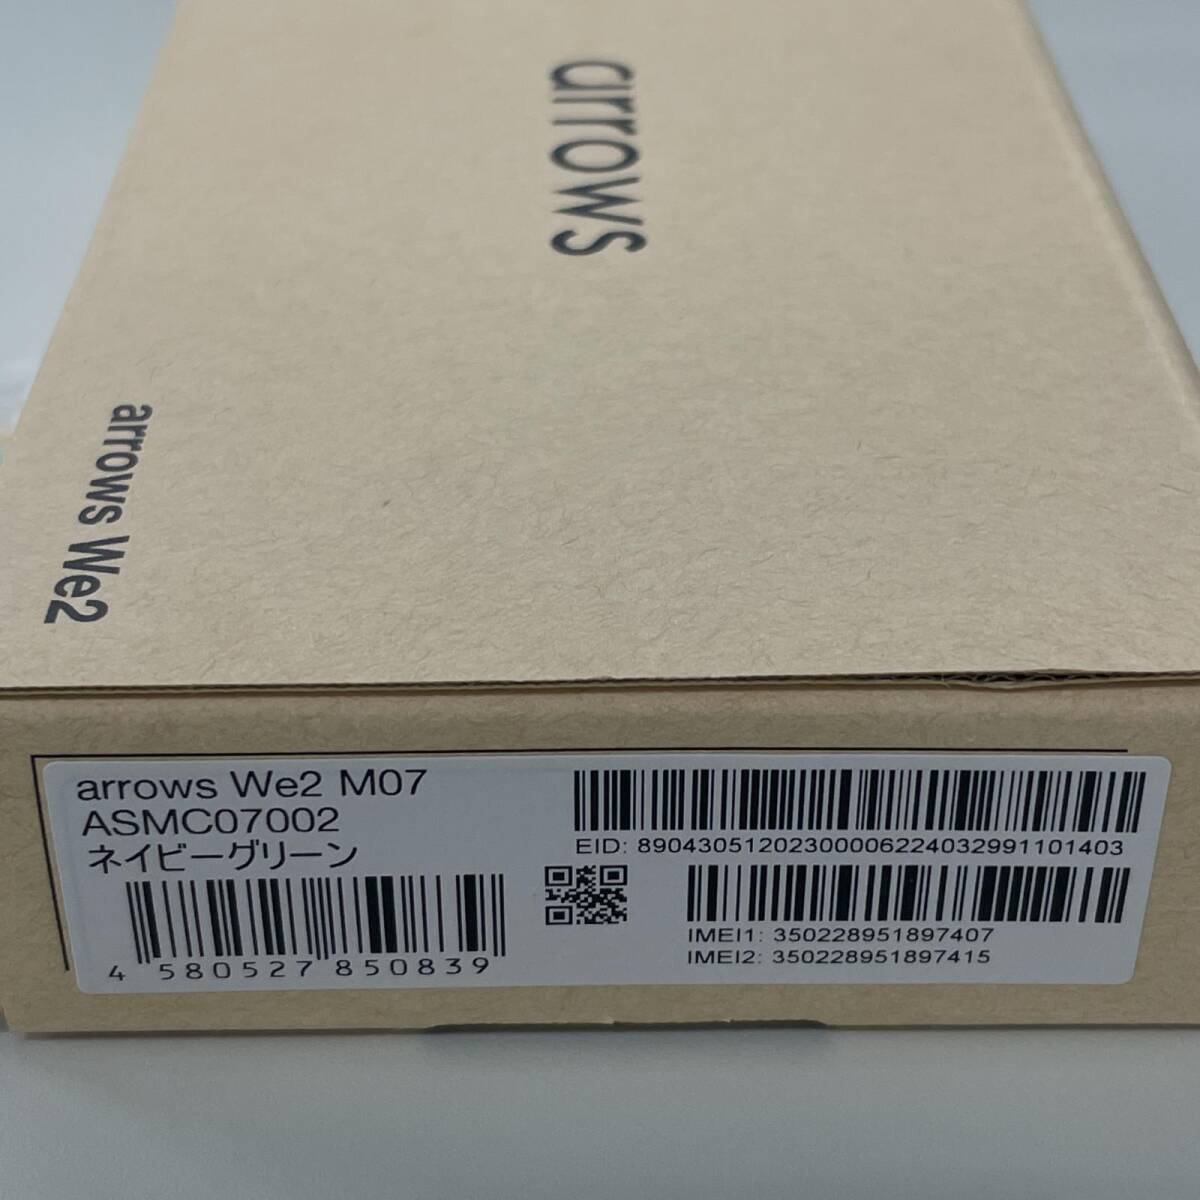 arrows
arrows We2
arrows We2 M07
ASMC07002
ネイビーグリーン
4 580527 850839
EID: 89043051202300006224032991101403
IMEI1: 350228951897407
IMEI2: 350228951897415